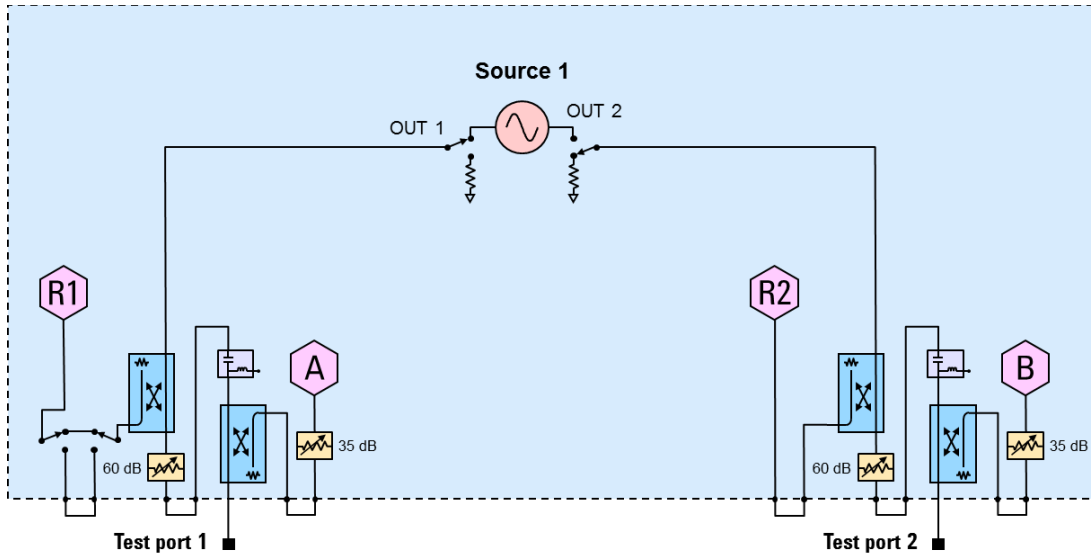 Source 1
OUT 1
OUT 2
R1
R2
A
B
60 dB
35 dB
60 dB
35 dB
Test port 1
Test port 2